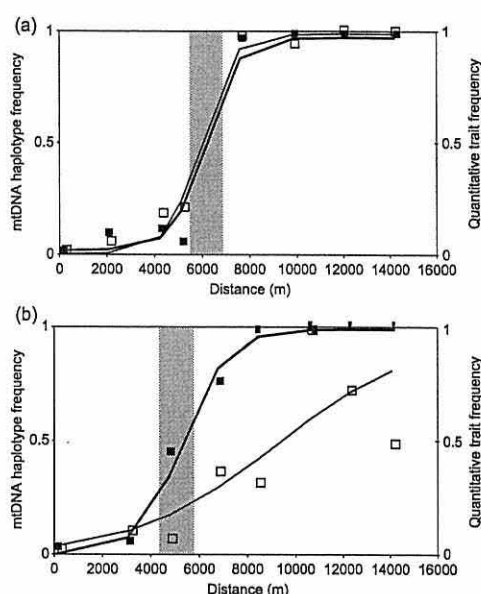 (a)
mtDNA haplotype frequency
1
0.5
0
1
0.5
0
Quantitative trait frequency
0 2000 4000 6000 8000 10000 12000 14000 16000
Distance (m)
(b)
mtDNA haplotype frequency
1
0.5
0
1
0.5
0
Quantitative trait frequency
0 2000 4000 6000 8000 10000 12000 14000 16000
Distance (m)